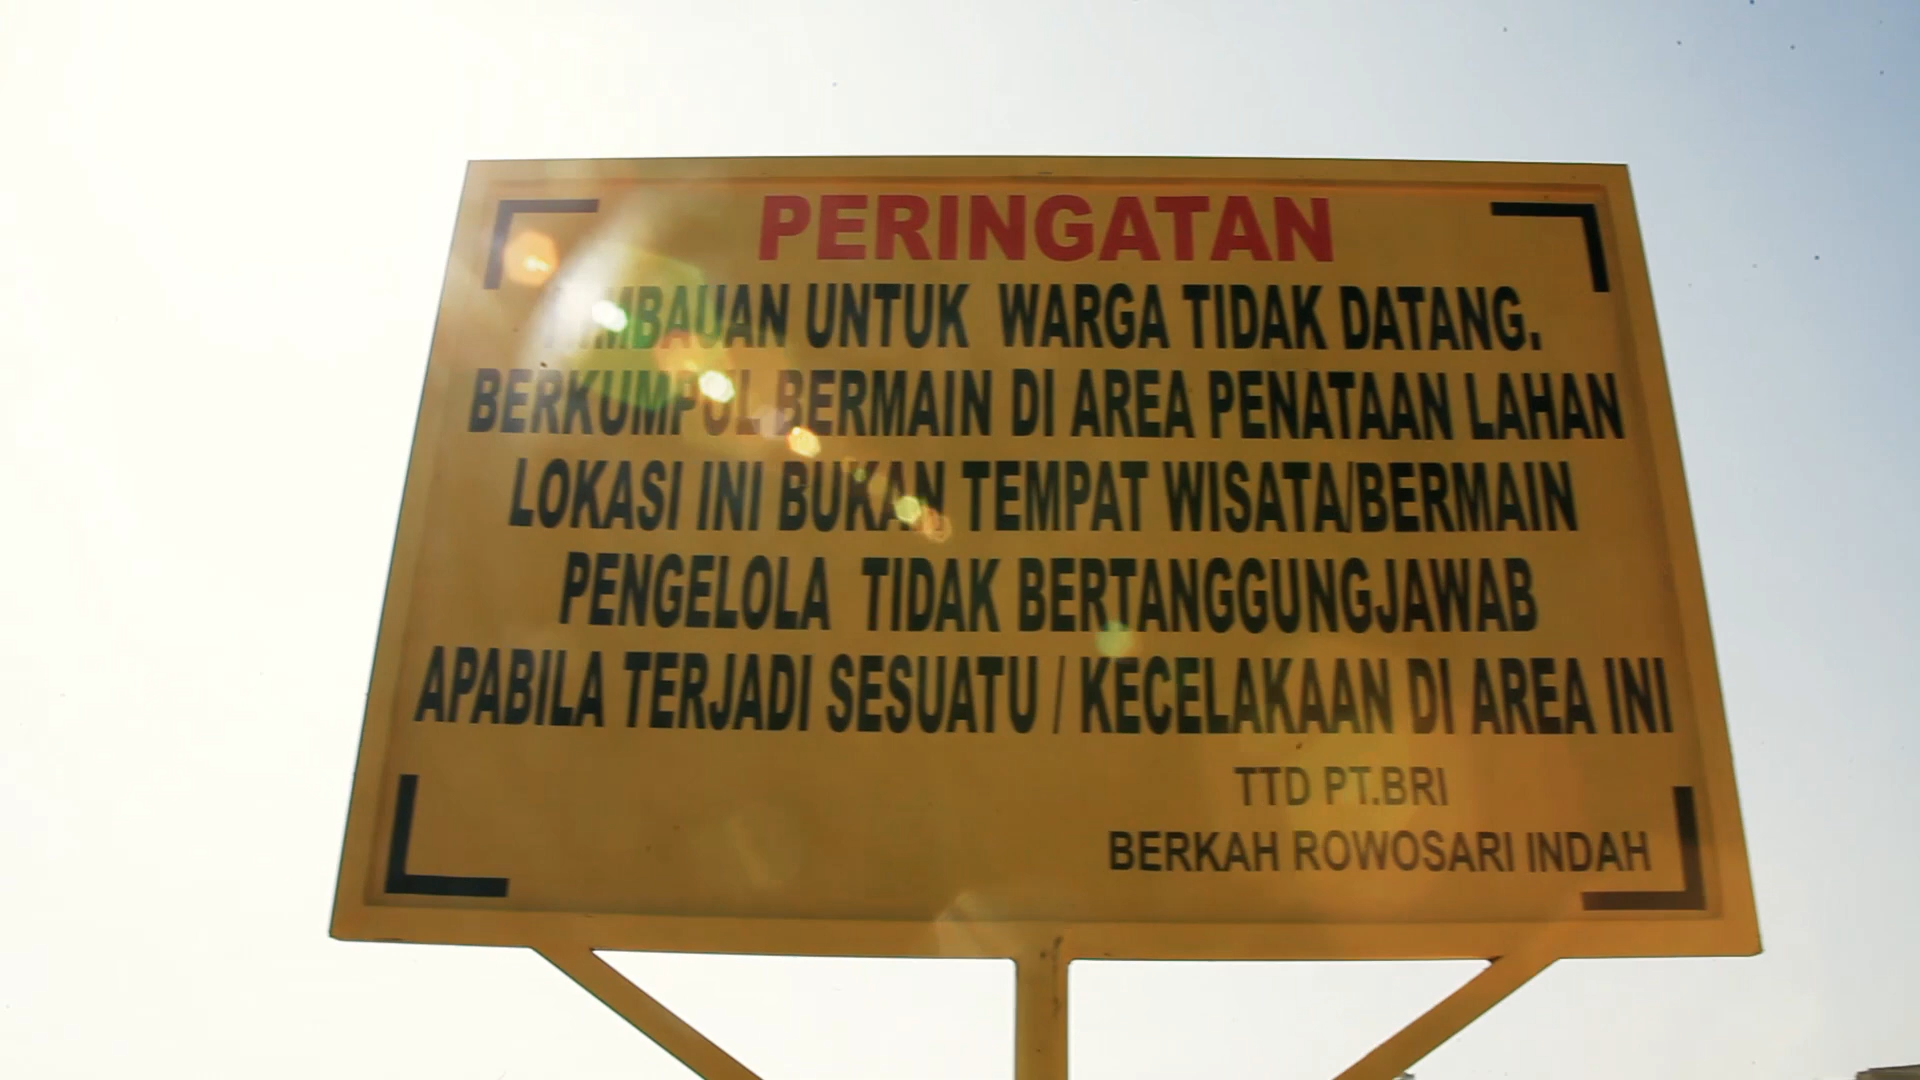 PERINGATAN
UNTUK WARGA TIDAK DATANG.
BERKUMPUL BERMAIN DI AREA PENATAAN LAHAN
LOKASI INI BUKAN TEMPAT WISATA/BERMAIN
PENGELOLA TIDAK BERTANGGUNGJAWAB
APABILA TERJADI SESUATU / KECELAKAAN DI AREA INI
TTD PT.BRI
BERKAH ROWOSARI INDAH